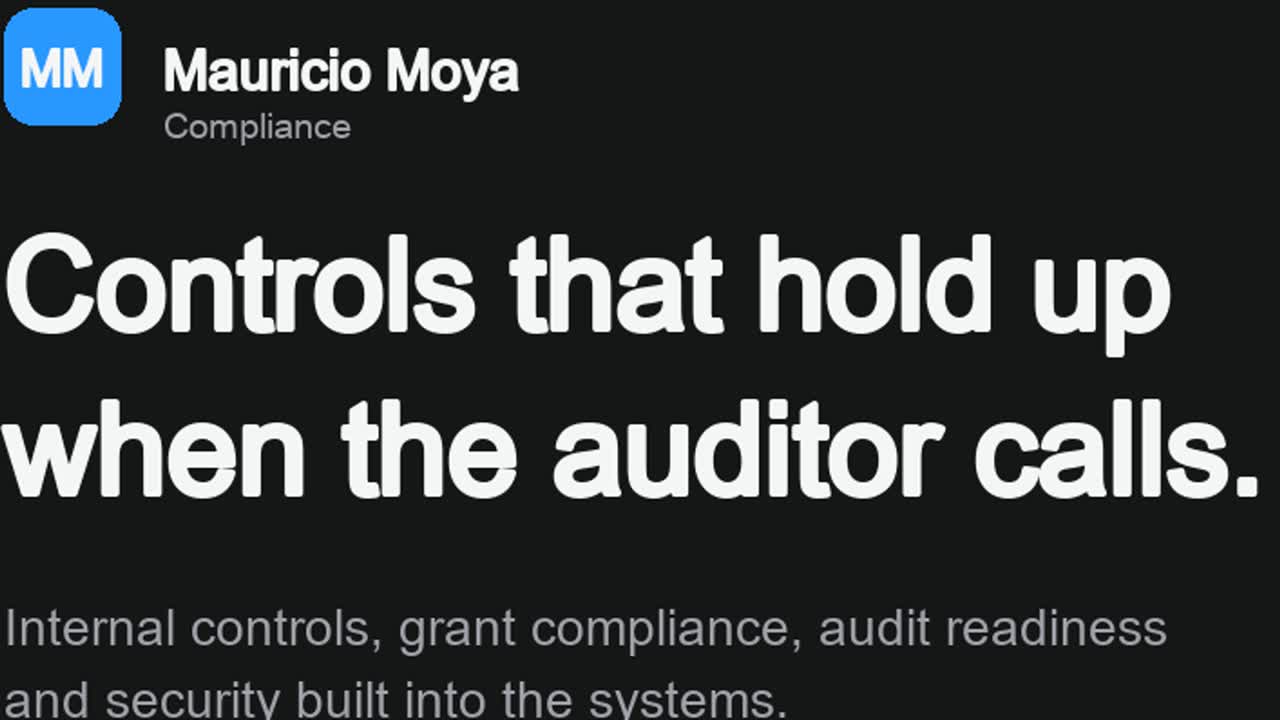 MM
Mauricio Moya
Compliance
Controls that hold up
when the auditor calls.
Internal controls, grant compliance, audit readiness
and security built into the systems.